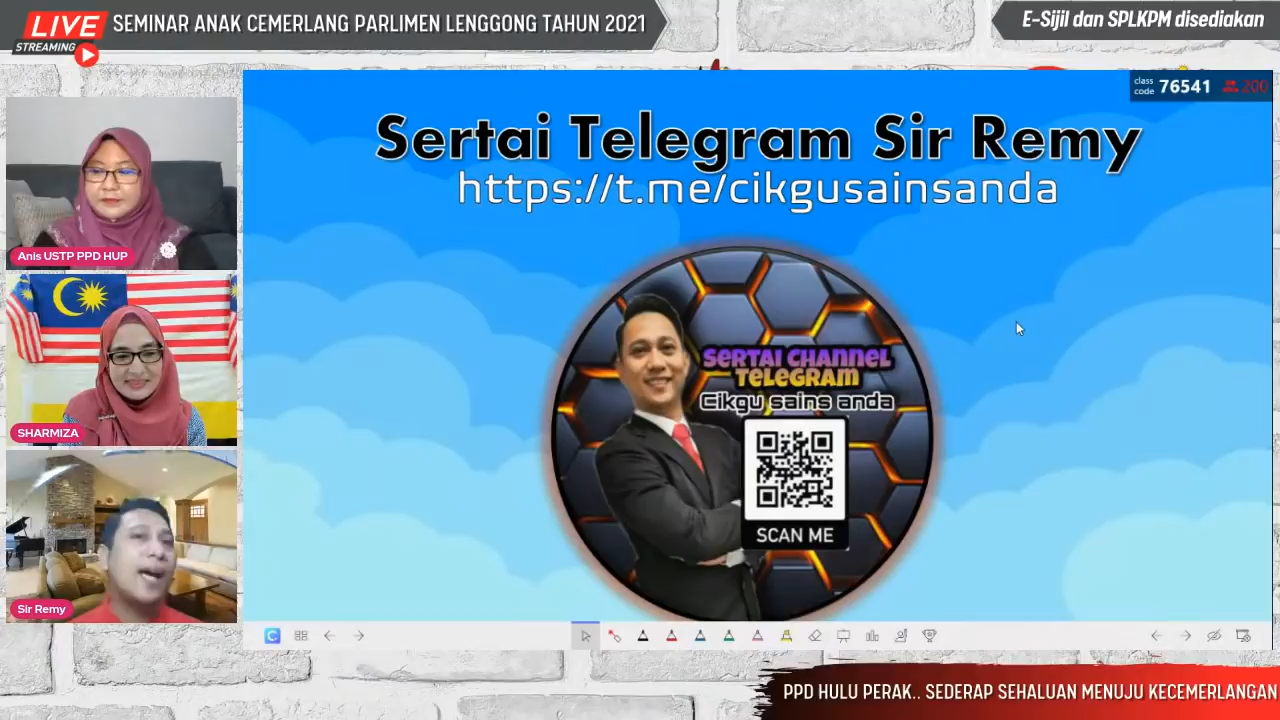 LIVE
STREAMING
SEMINAR ANAK CEMERLANG PARLIMEN LENGGONG TAHUN 2021
E-Sijil dan SPLKPM disediakan
class
code 76541 200
Sertai Telegram Sir Remy
https://t.me/cikgusainsanda
Anis USTP PPD HUP
SHARMIZA
Sir Remy
SERTAI CHANNEL
TELEGRAM
Cikgu sains anda
SCAN ME
PPD HULU PERAK.. SEDERAP SEHALUAN MENUJU KECEMERLANGAN